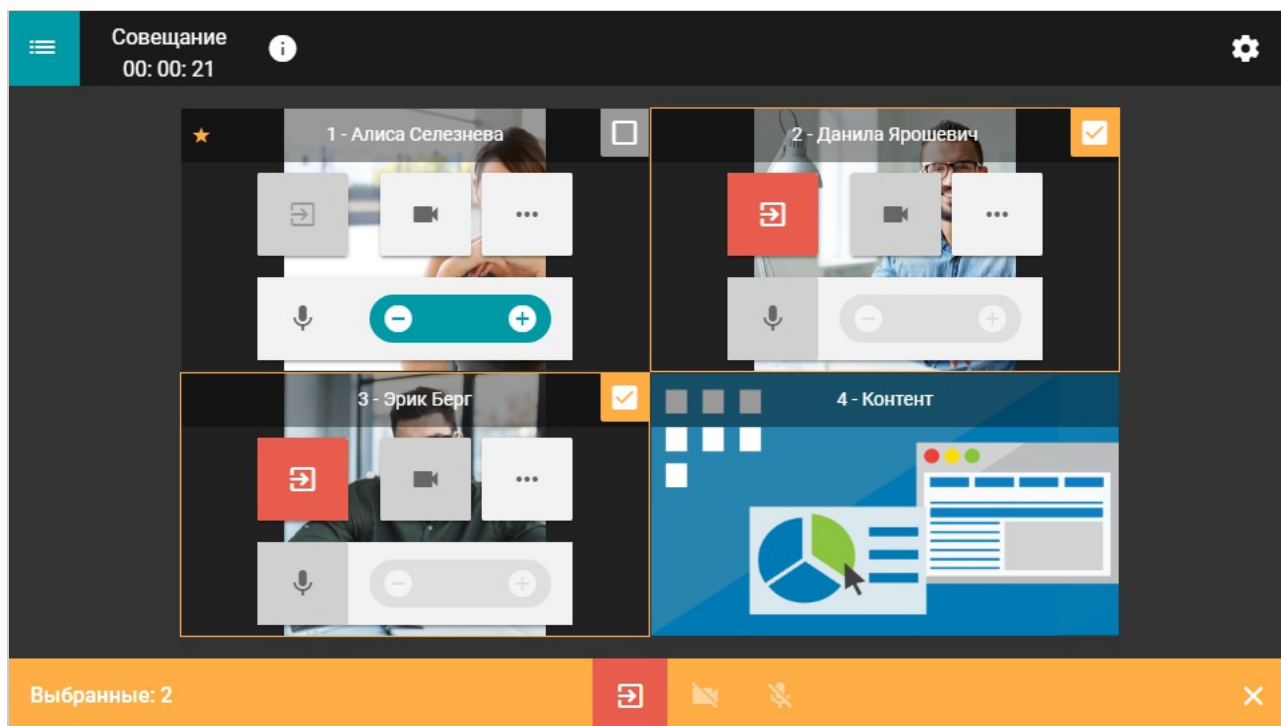 Совещание
00: 00: 21
1 - Алиса Селезнева
2 - Данила Ярошевич
3 - Эрик Берг
4 - Контент
Выбранные: 2